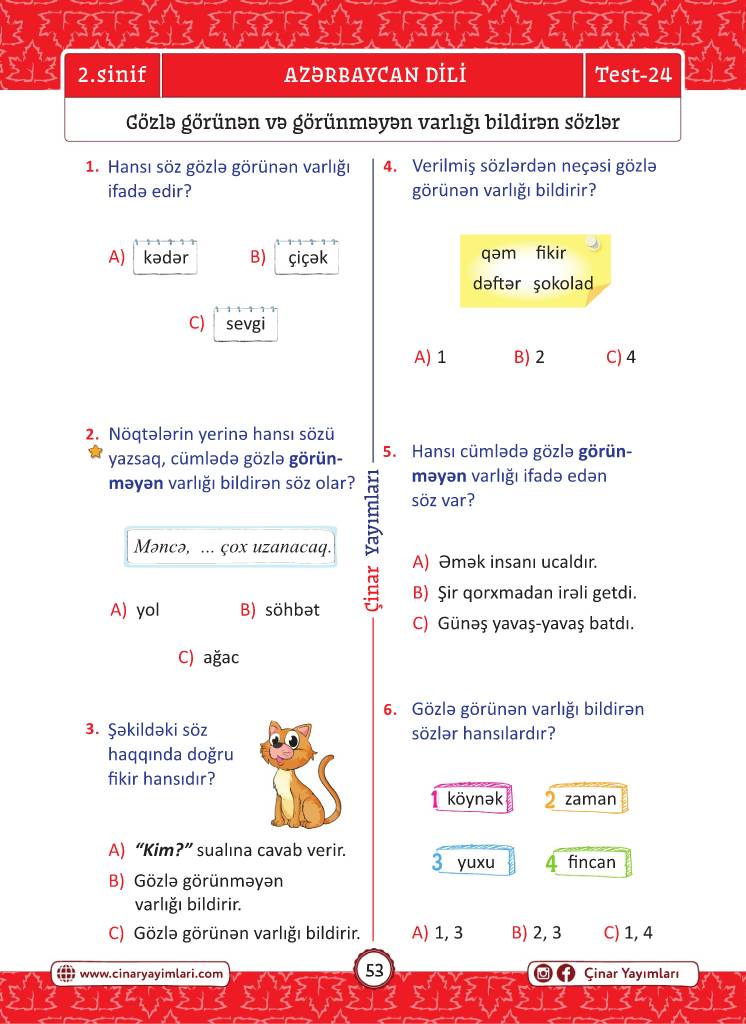 2.sinif
AZƏRBAYCAN DİLİ
Test-24
Gözlə görünən və görünməyən varlığı bildirən sözlər
1. Hansı söz gözlə görünən varlığı
ifadə edir?
A) kədər
B) çiçək
C) sevgi
2. Nöqtələrin yerinə hansı sözü
yazsaq, cümlədə gözlə görün-
məyən varlığı bildirən söz olar?
Məncə, ... çox uzanacaq.
A) yol
B) söhbət
C) ağac
3. Şəkildəki söz
haqqında doğru
fikir hansıdır?
A) “Kim?” sualına cavab verir.
B) Gözlə görünməyən
varlığı bildirir.
C) Gözlə görünən varlığı bildirir.
Çinar Yayımları
4. Verilmiş sözlərdən neçəsi gözlə
görünən varlığı bildirir?
qəm fikir
dəftər şokolad
A) 1
B) 2
C) 4
5. Hansı cümlədə gözlə görün-
məyən varlığı ifadə edən
söz var?
A) Əmək insanı ucaldır.
B) Şir qorxmadan irəli getdi.
C) Günəş yavaş-yavaş batdı.
6. Gözlə görünən varlığı bildirən
sözlər hansılardır?
1 köynək
2 zaman
3 yuxu
4 fincan
A) 1, 3
B) 2, 3
C) 1, 4
www.cinaryayimlari.com
53
Çinar Yayımları